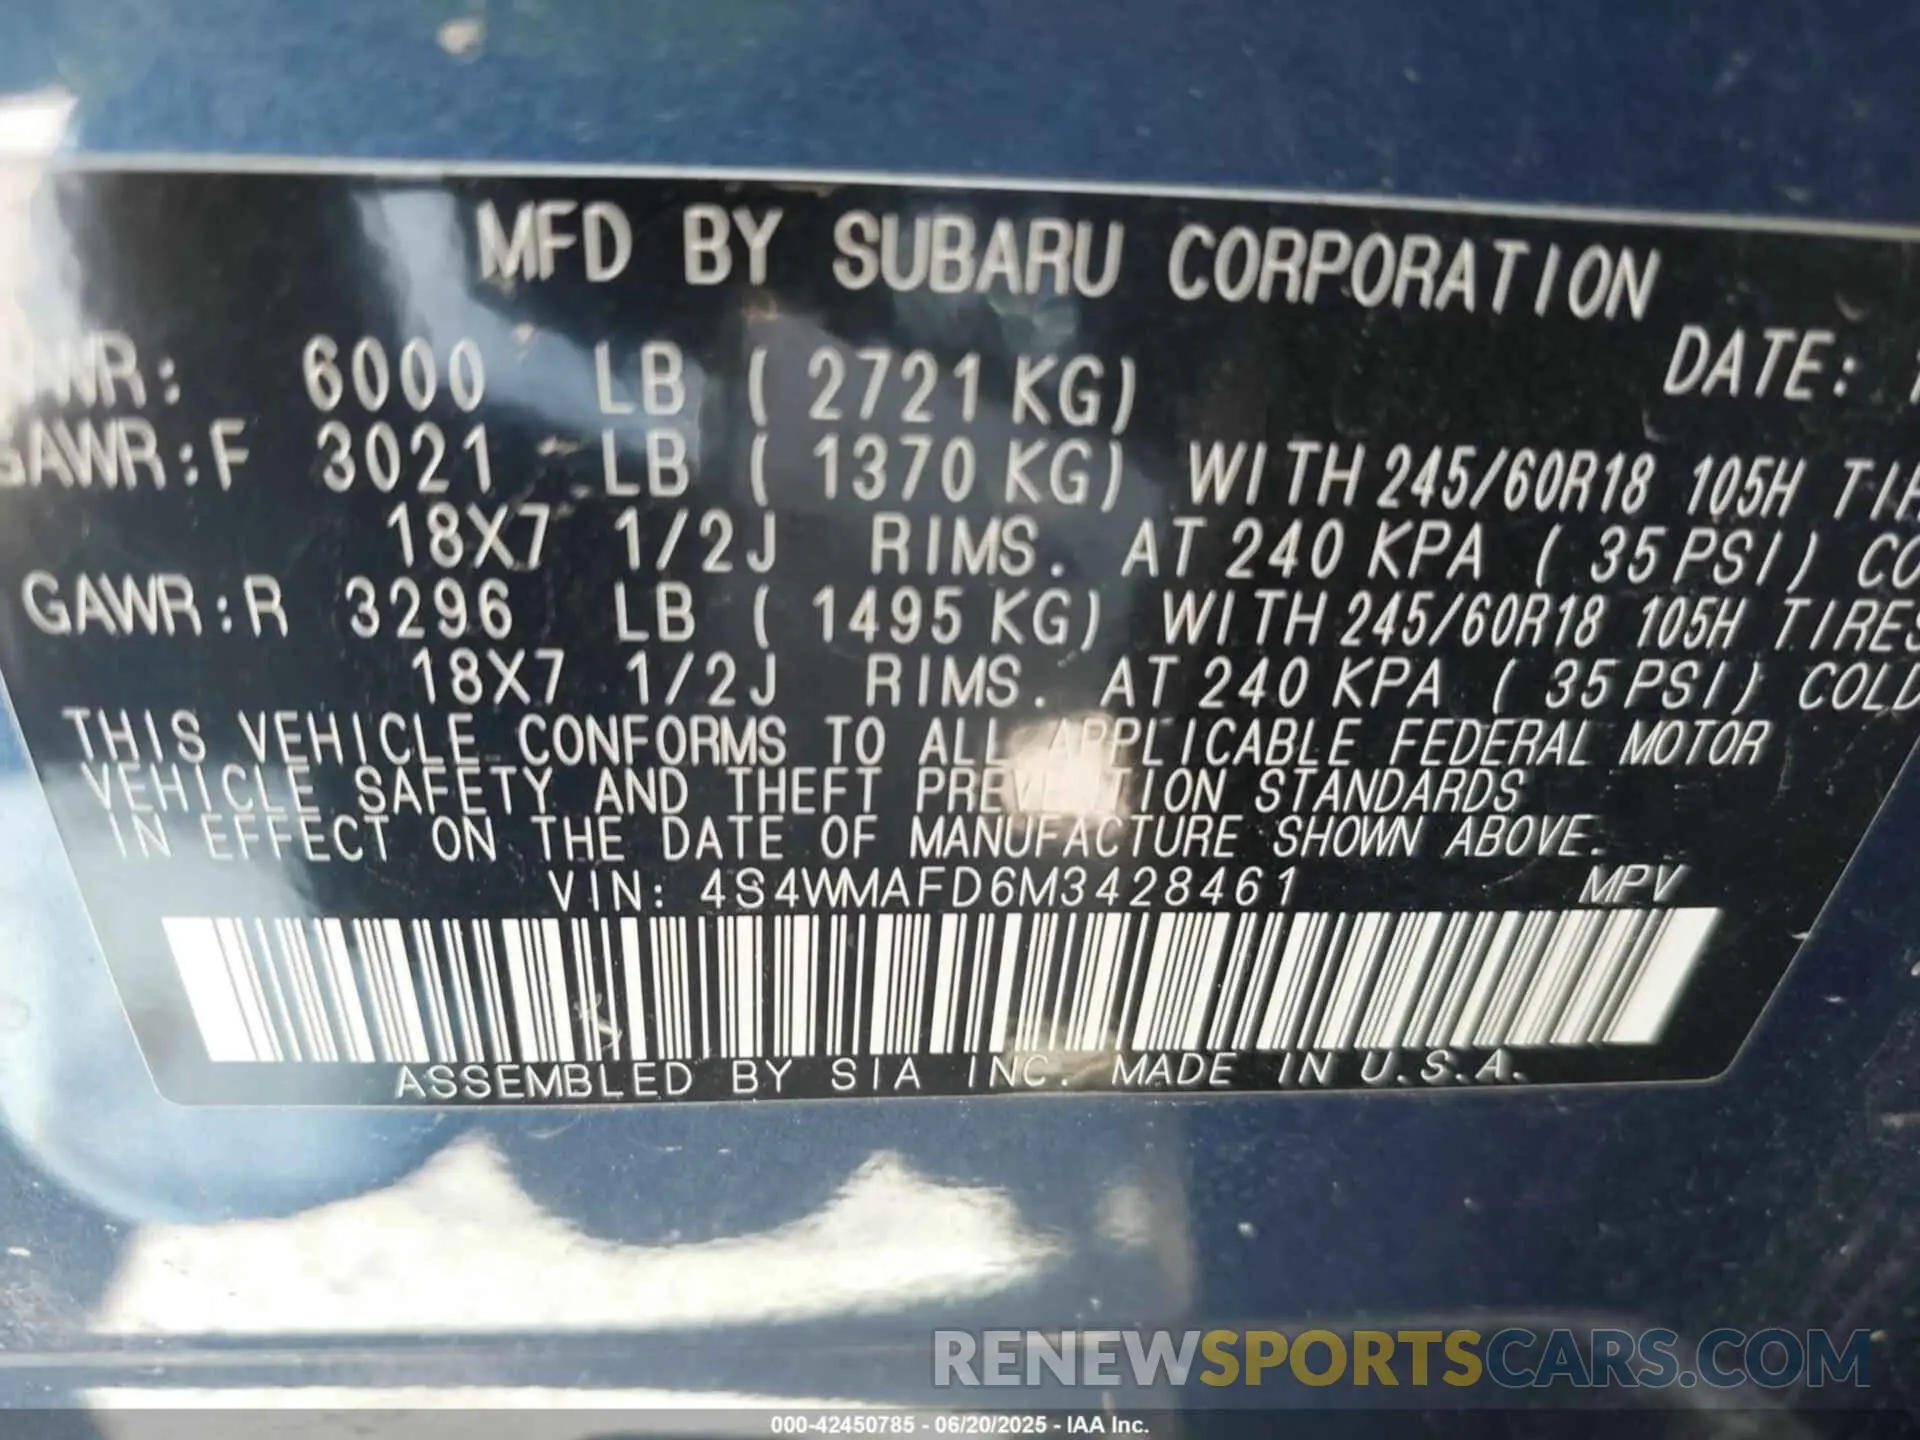 MFD BY SUBARU CORPORATION
DATE:
6000 LB ( 2721 KG)
GAWR:F 3021 LB ( 1370 KG) WITH 245/60R18 105H
18X7 1/2J RIMS. AT 240 KPA ( 35 PSI)
GAWR:R 3296 LB ( 1495 KG) WITH 245/60R18 105H TIRES
18X7 1/2J RIMS. AT 240 KPA ( 35 PSI) COLD
THIS VEHICLE CONFORMS TO ALL APPLICABLE FEDERAL MOTOR
VEHICLE SAFETY AND THEFT PREVENTION STANDARDS
IN EFFECT ON THE DATE OF MANUFACTURE SHOWN ABOVE.
VIN: 4S4WMAFD6M3428461 MPV
ASSEMBLED BY SIA INC. MADE IN U.S.A.
RENEWSPORTSCARS.COM
000-42450785 - 06/20/2025 - IAA Inc.